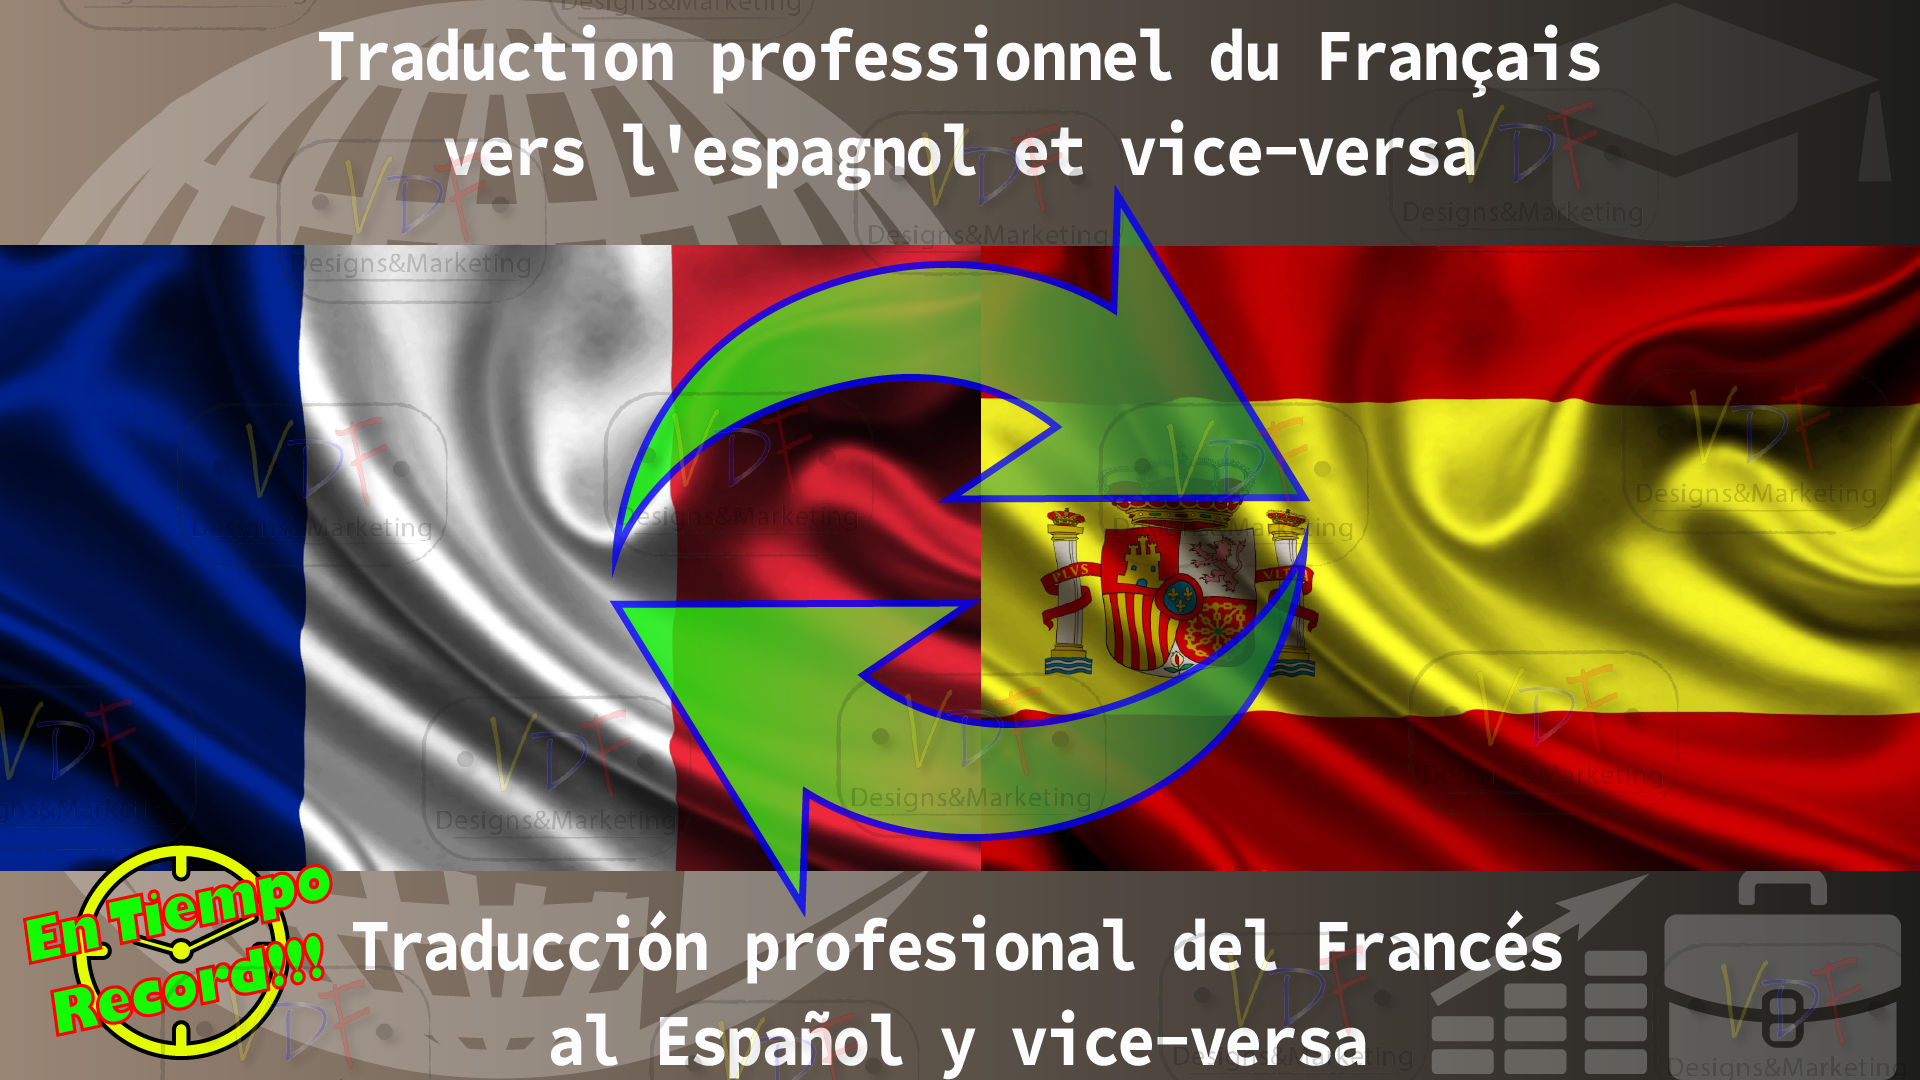 Traduction professionnel du Français
vers l'espagnol et vice-versa
VDF
Designs&Marketing
PLVS
En Tiempo
Record!!!
Traducción profesional del Francés
al Español y vice-versa